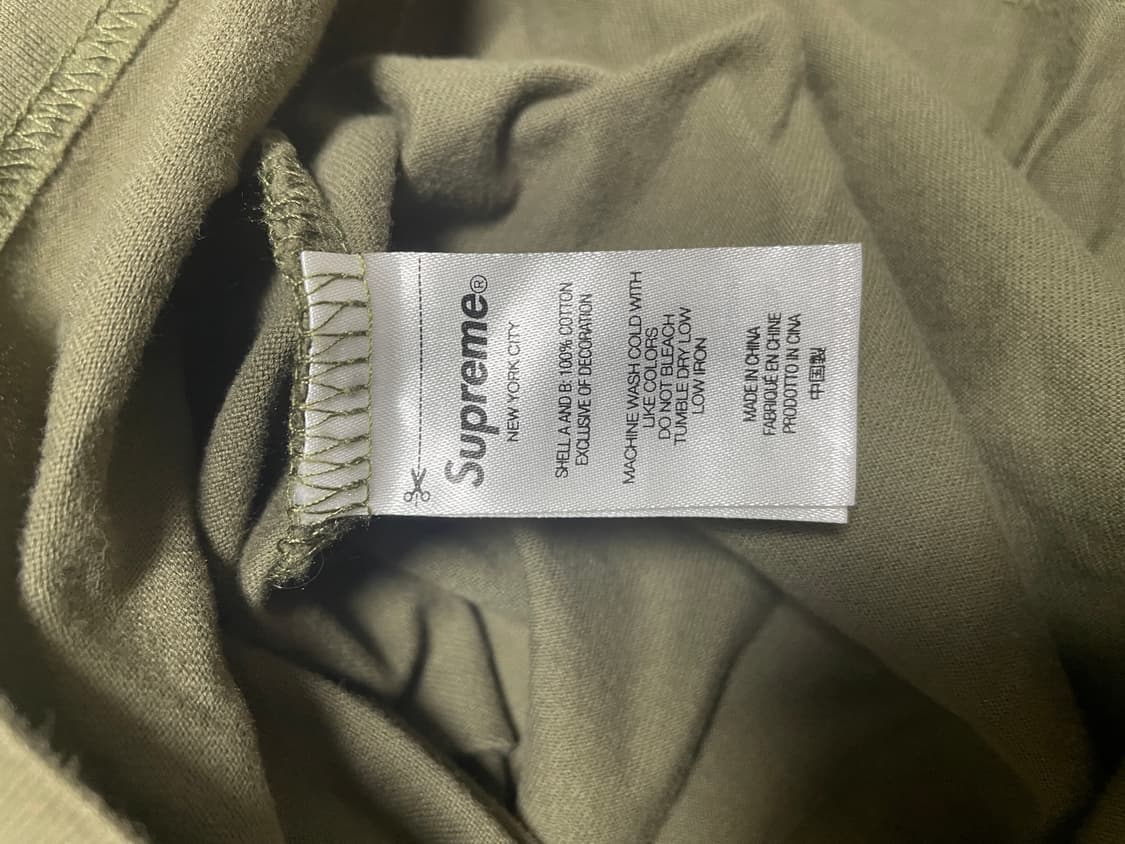 Supreme®
NEW YORK CITY
SHELL A AND B: 100% COTTON
EXCLUSIVE OF DECORATION
MACHINE WASH COLD WITH
LIKE COLORS
DO NOT BLEACH
TUMBLE DRY LOW
LOW IRON
MADE IN CHINA
FABRIQUÉ EN CHINE
PRODOTTO IN CINA
中国製